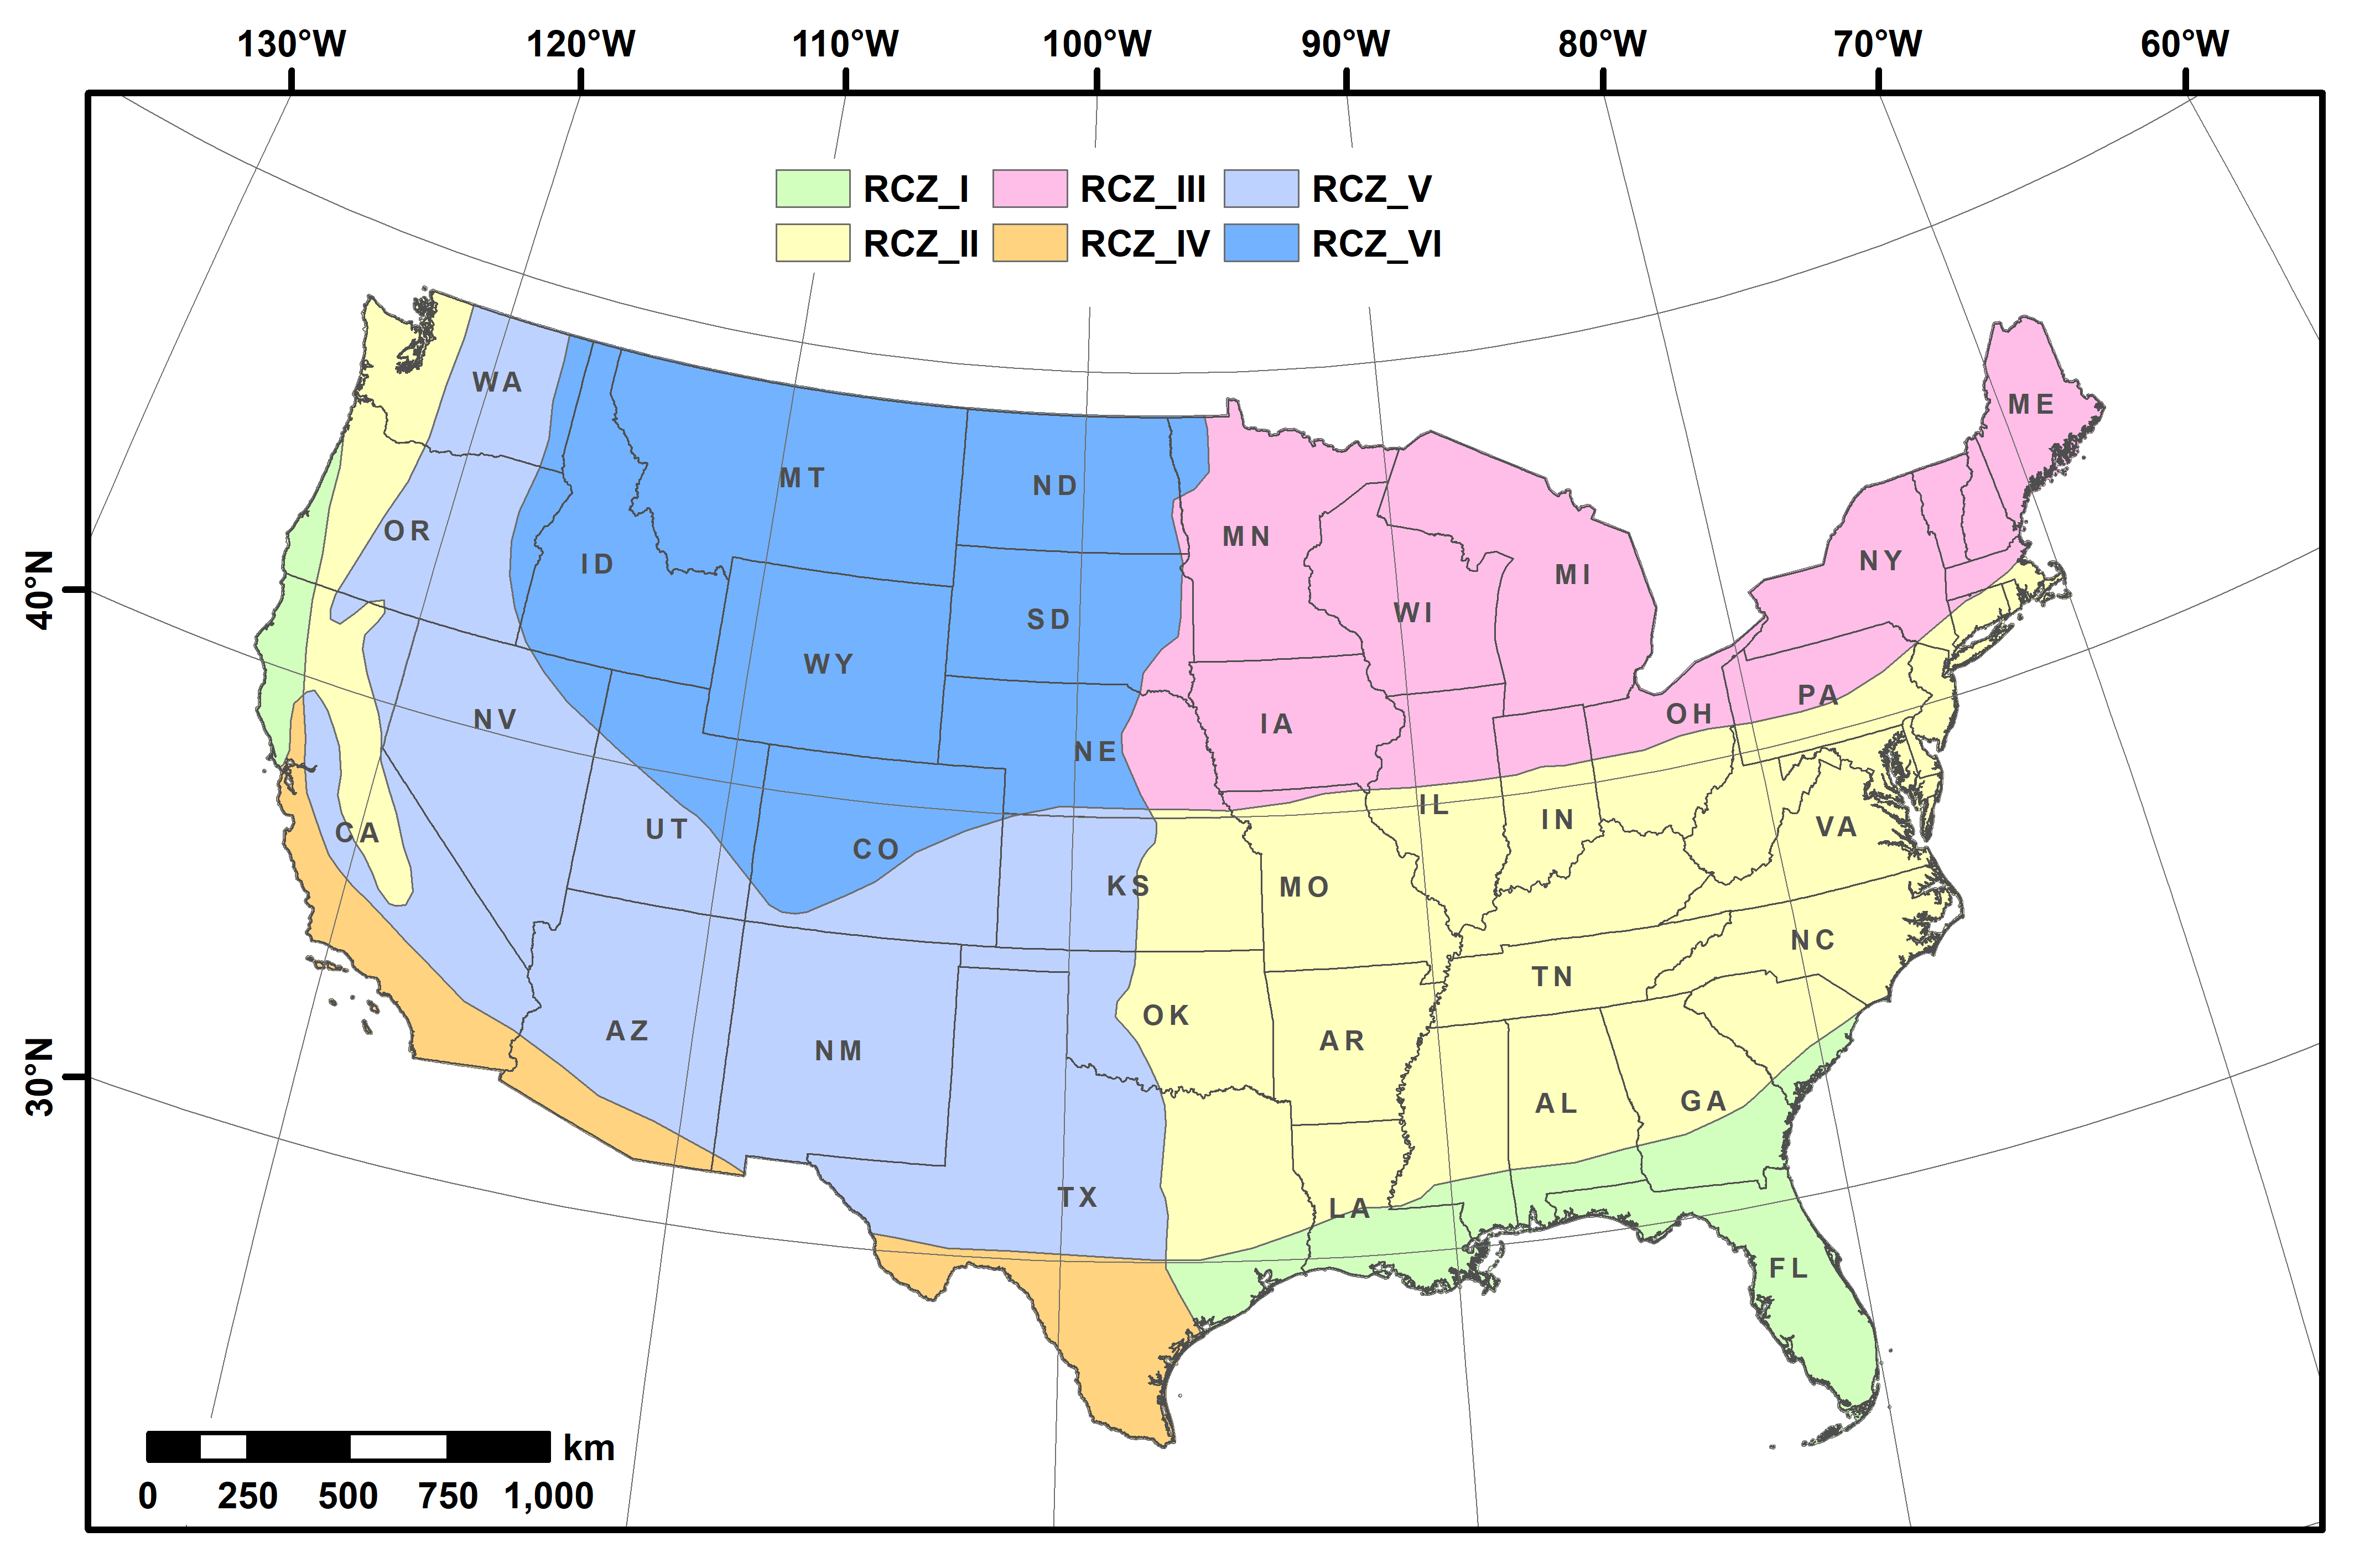 130°W 120°W 110°W 100°W 90°W 80°W 70°W 60°W
RCZ_I RCZ_III RCZ_V
RCZ_II RCZ_IV RCZ_VI
WA
ME
MT
ND
OR
MN
NY
ID
MI
40°N
SD
WI
WY
PA
OH
NV
IA
NE
IL
IN
VA
UT
CA
CO
KS
MO
NC
TN
OK
AZ
AR
NM
30°N
GA
AL
TX
LA
FL
km
0 250 500 750 1,000